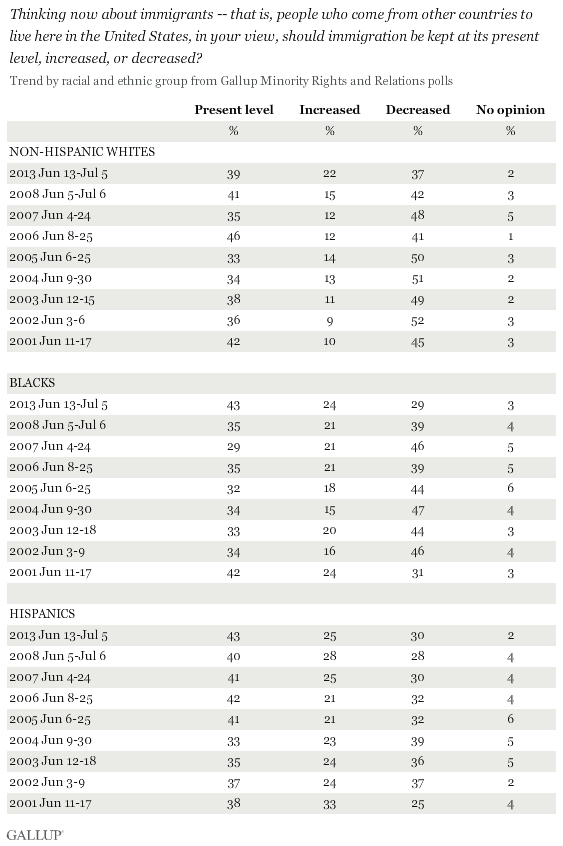 Thinking now about immigrants -- that is, people who come from other countries to
live here in the United States, in your view, should immigration be kept at its present
level, increased, or decreased?
Trend by racial and ethnic group from Gallup Minority Rights and Relations polls
Present level Increased Decreased No opinion
% % % %
NON-HISPANIC WHITES
2013 Jun 13-Jul 5 39 22 37 2
2008 Jun 5-Jul 6 41 15 42 3
2007 Jun 4-24 35 12 48 5
2006 Jun 8-25 46 12 41 1
2005 Jun 6-25 33 14 50 3
2004 Jun 9-30 34 13 51 2
2003 Jun 12-15 38 11 49 2
2002 Jun 3-6 36 9 52 3
2001 Jun 11-17 42 10 45 3
BLACKS
2013 Jun 13-Jul 5 43 24 29 3
2008 Jun 5-Jul 6 35 21 39 4
2007 Jun 4-24 29 21 46 5
2006 Jun 8-25 35 21 39 5
2005 Jun 6-25 32 18 44 6
2004 Jun 9-30 34 15 47 4
2003 Jun 12-18 33 20 44 3
2002 Jun 3-9 34 16 46 4
2001 Jun 11-17 42 24 31 3
HISPANICS
2013 Jun 13-Jul 5 43 25 30 2
2008 Jun 5-Jul 6 40 28 28 4
2007 Jun 4-24 41 25 30 4
2006 Jun 8-25 42 21 32 4
2005 Jun 6-25 41 21 32 6
2004 Jun 9-30 33 23 39 5
2003 Jun 12-18 35 24 36 5
2002 Jun 3-9 37 24 37 2
2001 Jun 11-17 38 33 25 4
GALLUP